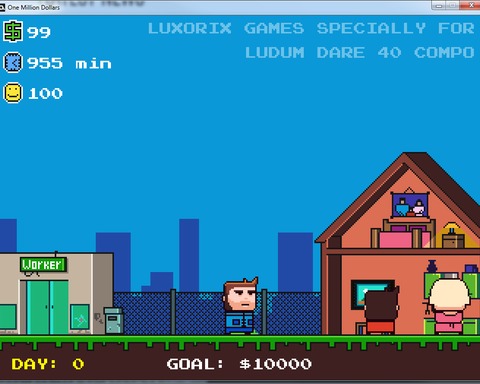 One Million Dollars
99
LUXORIX GAMES SPECIALLY FOR
LUDUM DARE 40 COMPO
955 min
100
Worker
DAY: 0
GOAL: $10000